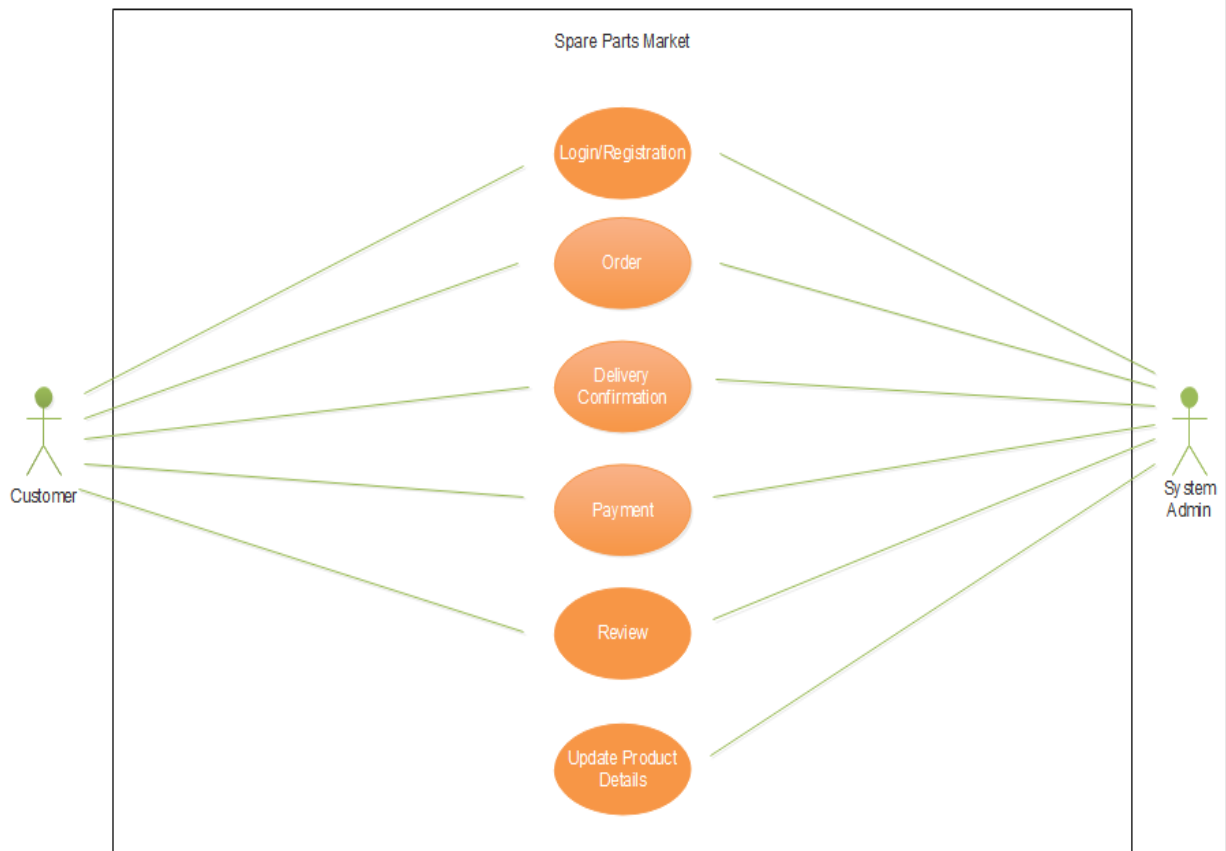 Spare Parts Market
Login/Registration
Order
Delivery
Confirmation
Payment
Review
Update Product
Details
Customer
System
Admin